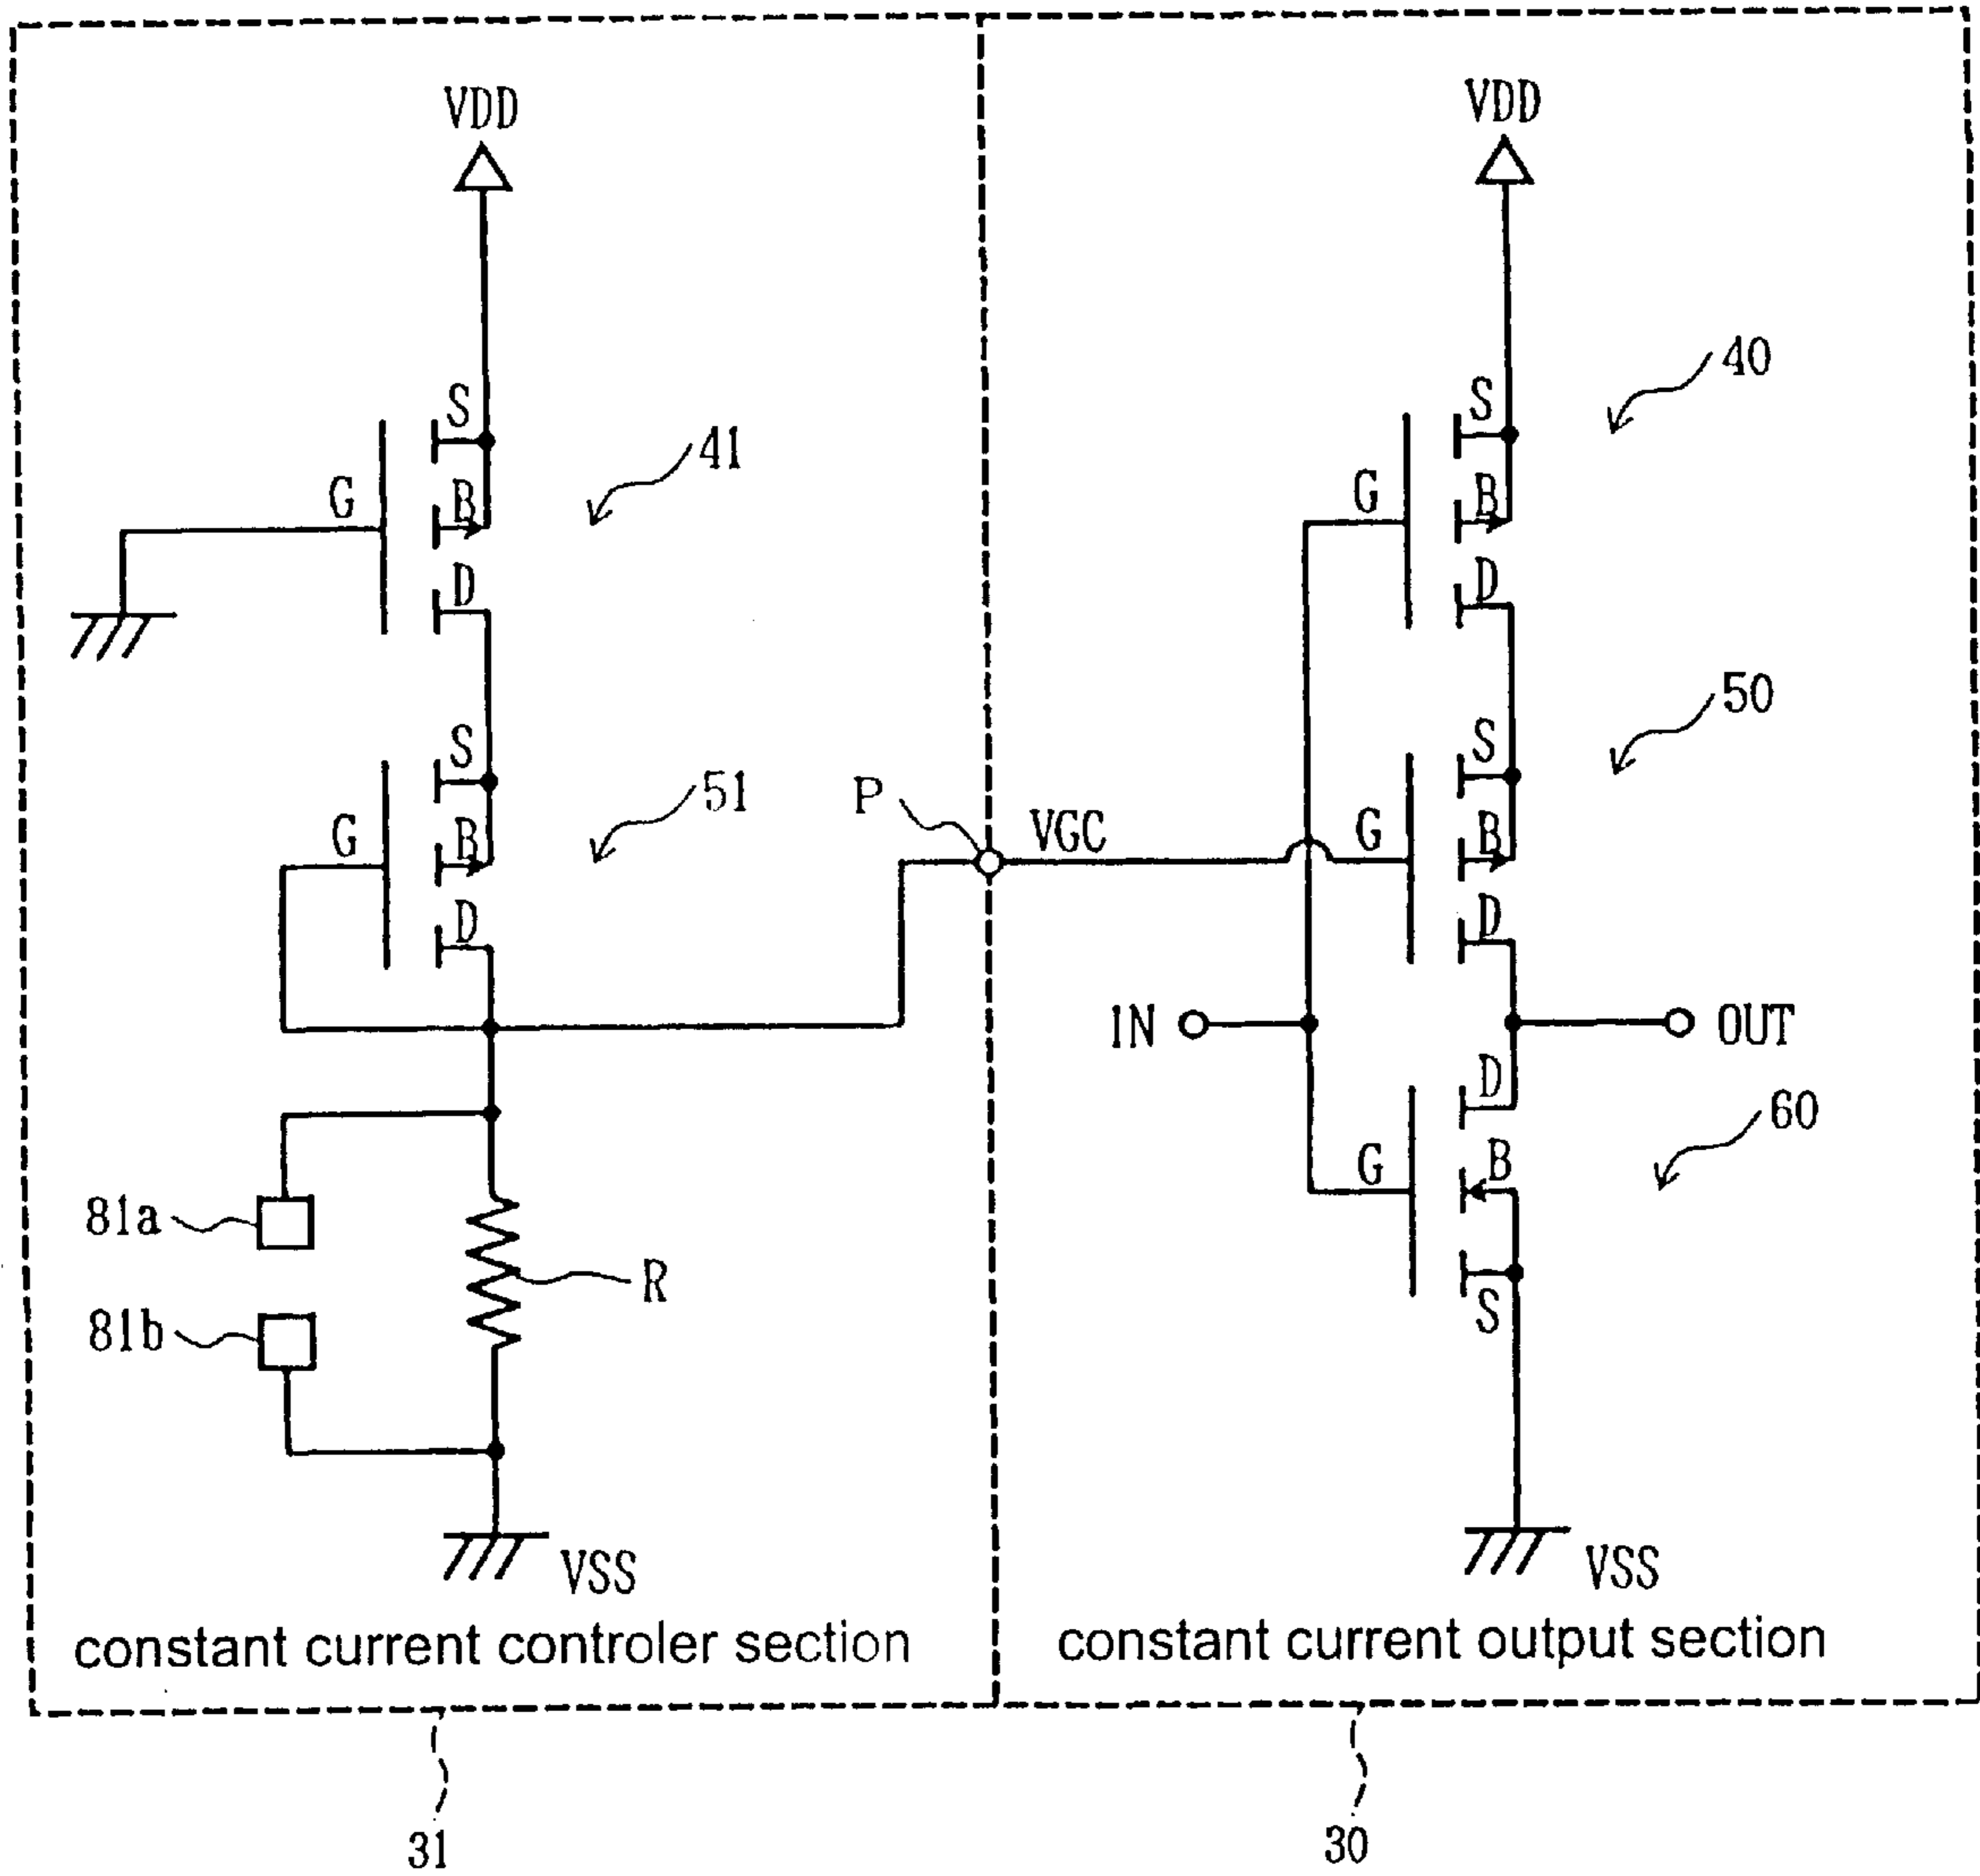 VDD
VDD
S
40
S
41
G
B
G
B
D
D
S
50
S
51
P
VGC
G
B
G
B
D
D
IN
OUT
D
60
G
B
81a
R
81b
S
VSS
VSS
constant current controler section
constant current output section
31
30